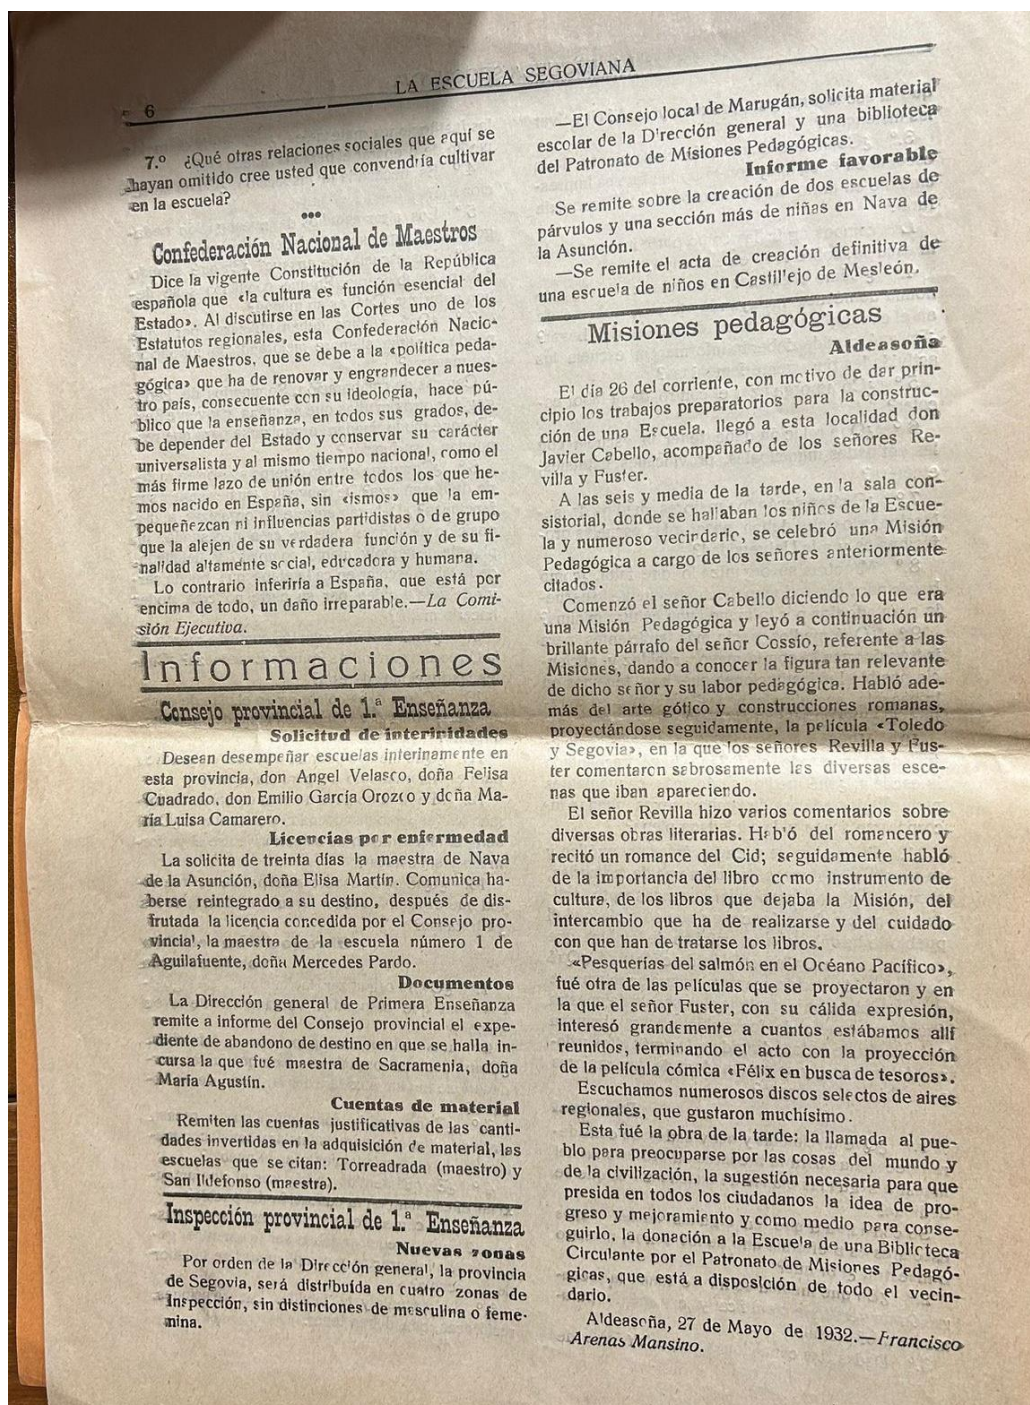 6
LA ESCUELA SEGOVIANA
7.º ¿Qué otras relaciones sociales que aquí se
hayan omitido cree usted que convendría cultivar
en la escuela?
•••
Confederación Nacional de Maestros
Dice la vigente Constitución de la República
española que «la cultura es función esencial del
Estado». Al discutirse en las Cortes uno de los
Estatutos regionales, esta Confederación Nacio-
nal de Maestros, que se debe a la «política peda-
gógica» que ha de renovar y engrandecer a nues-
tro país, consecuente con su ideología, hace pú-
blico que la enseñanza, en todos sus grados, de-
be depender del Estado y conservar su carácter
universalista y al mismo tiempo nacional, como el
más firme lazo de unión entre todos los que he-
mos nacido en España, sin «ismos» que la em-
pequeñezcan ni influencias partidistas o de grupo
que la alejen de su verdadera función y de su fi-
nalidad altamente social, educadora y humana.
Lo contrario inferiría a España, que está por
encima de todo, un daño irreparable.—La Comi-
sión Ejecutiva.
Informaciones
Consejo provincial de 1.ª Enseñanza
Solicitud de interinidades
Desean desempeñar escuelas interinamente en
esta provincia, don Angel Velasco, doña Felisa
Cuadrado, don Emilio García Orozco y doña Ma-
ría Luisa Camarero.
Licencias por enfermedad
La solicita de treinta días la maestra de Nava
de la Asunción, doña Elisa Martín. Comunica ha-
berse reintegrado a su destino, después de dis-
frutada la licencia concedida por el Consejo pro-
vincial, la maestra de la escuela número 1 de
Aguilafuente, doña Mercedes Pardo.
Documentos
La Dirección general de Primera Enseñanza
remite a informe del Consejo provincial el expe-
diente de abandono de destino en que se halla in-
cursa la que fué maestra de Sacramenia, doña
María Agustín.
Cuentas de material
Remiten las cuentas justificativas de las canti-
dades invertidas en la adquisición de material, las
escuelas que se citan: Torreadrada (maestro) y
San Ildefonso (maestra).
Inspección provincial de 1.ª Enseñanza
Nuevas zonas
Por orden de la Dirección general, la provincia
de Segovia, será distribuída en cuatro zonas de
Inspección, sin distinciones de masculina o feme-
nina.
—El Consejo local de Marugán, solicita material
escolar de la Dirección general y una biblioteca
del Patronato de Misiones Pedagógicas.
Informe favorable
Se remite sobre la creación de dos escuelas de
párvulos y una sección más de niñas en Nava de
la Asunción.
—Se remite el acta de creación definitiva de
una escuela de niños en Castillejo de Mesleón.
Misiones pedagógicas
Aldeasoña
El día 26 del corriente, con motivo de dar prin-
cipio los trabajos preparatorios para la construc-
ción de una Escuela, llegó a esta localidad don
Javier Cabello, acompañado de los señores Re-
villa y Fuster.
A las seis y media de la tarde, en la sala con-
sistorial, donde se hallaban los niños de la Escue-
la y numeroso vecindario, se celebró una Misión
Pedagógica a cargo de los señores anteriormente
citados.
Comenzó el señor Cabello diciendo lo que era
una Misión Pedagógica y leyó a continuación un
brillante párrafo del señor Cossío, referente a las
Misiones, dando a conocer la figura tan relevante
de dicho señor y su labor pedagógica. Habló ade-
más del arte gótico y construcciones romanas,
proyectándose seguidamente, la película «Toledo
y Segovia», en la que los señores Revilla y Fus-
ter comentaron sabrosamente las diversas esce-
nas que iban apareciendo.
El señor Revilla hizo varios comentarios sobre
diversas obras literarias. Habló del romancero y
recitó un romance del Cid; seguidamente habló
de la importancia del libro como instrumento de
cultura, de los libros que dejaba la Misión, del
intercambio que ha de realizarse y del cuidado
con que han de tratarse los libros.
«Pesquerías del salmón en el Océano Pacífico»,
fué otra de las películas que se proyectaron y en
la que el señor Fuster, con su cálida expresión,
interesó grandemente a cuantos estábamos allí
reunidos, terminando el acto con la proyección
de la película cómica «Félix en busca de tesoros».
Escuchamos numerosos discos selectos de aires
regionales, que gustaron muchísimo.
Esta fué la obra de la tarde: la llamada al pue-
blo para preocuparse por las cosas del mundo y
de la civilización, la sugestión necesaria para que
presida en todos los ciudadanos la idea de pro-
greso y mejoramiento y como medio para conse-
guirlo, la donación a la Escuela de una Biblioteca
Circulante por el Patronato de Misiones Pedagó-
gicas, que está a disposición de todo el vecin-
dario.
Aldeasoña, 27 de Mayo de 1932.—Francisco
Arenas Mansino.